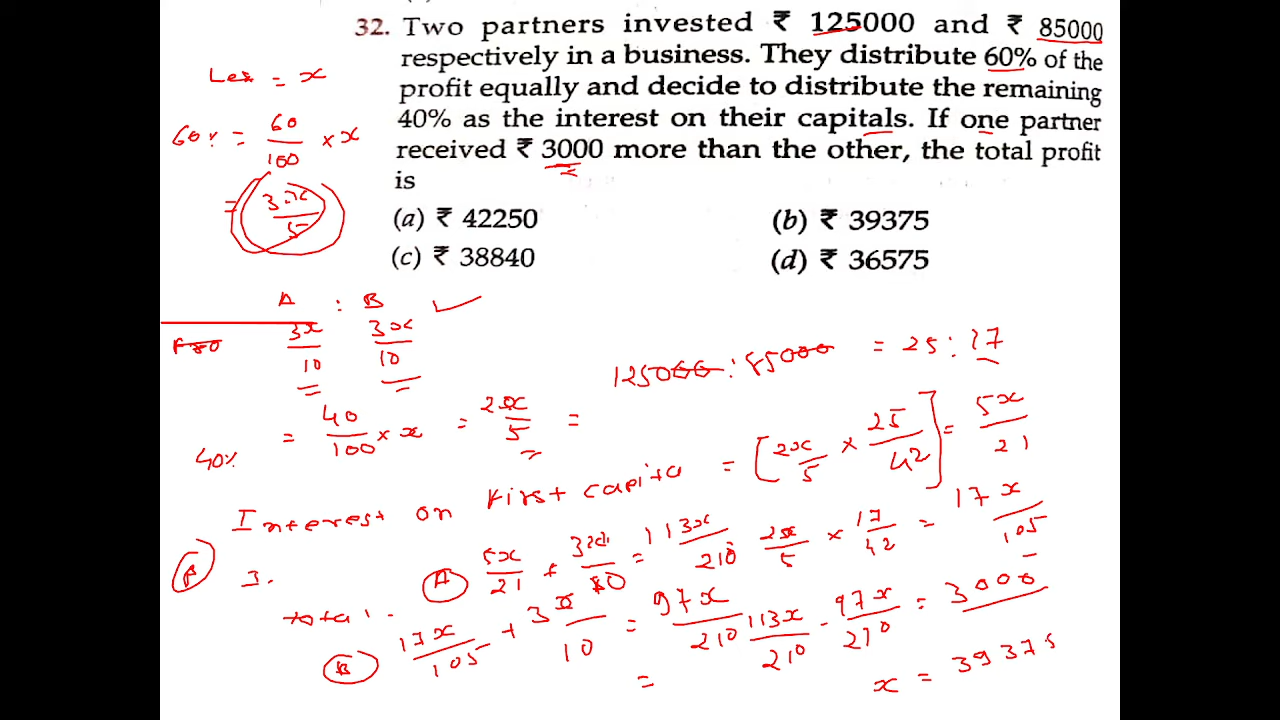 32. Two partners invested ₹ 125000 and ₹ 85000
respectively in a business. They distribute 60% of the
profit equally and decide to distribute the remaining
40% as the interest on their capitals. If one partner
received ₹ 3000 more than the other, the total profit
is
(a) ₹ 42250 (b) ₹ 39375
(c) ₹ 38840 (d) ₹ 36575
= x
60% = 60/100 × x
= 3x/5
A : B
3x/10 3x/10
125000 : 85000 = 25 : 17
40% = 40/100 × x = 2x/5 =
Interest on First capita = [2x/5 × 25/42] = 5x/21
2x/5 × 17/42 = 17x/105
total.
(A) 5x/21 + 3x/10 = 113x/210
(B) 17x/105 + 3x/10 = 97x/210
113x/210 - 97x/210 = 3000
=
x = 39375